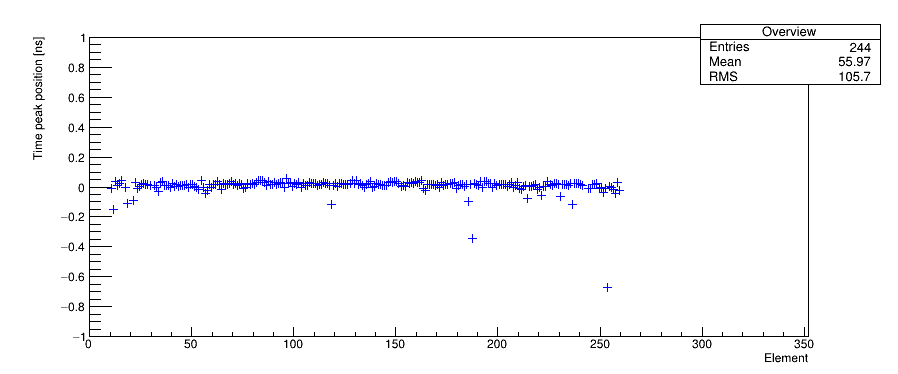 Overview
Entries 244
Mean 55.97
RMS 105.7
Time peak position [ns]
1
0.8
0.6
0.4
0.2
0
−0.2
−0.4
−0.6
−0.8
−1
0 50 100 150 200 250 300 350
Element